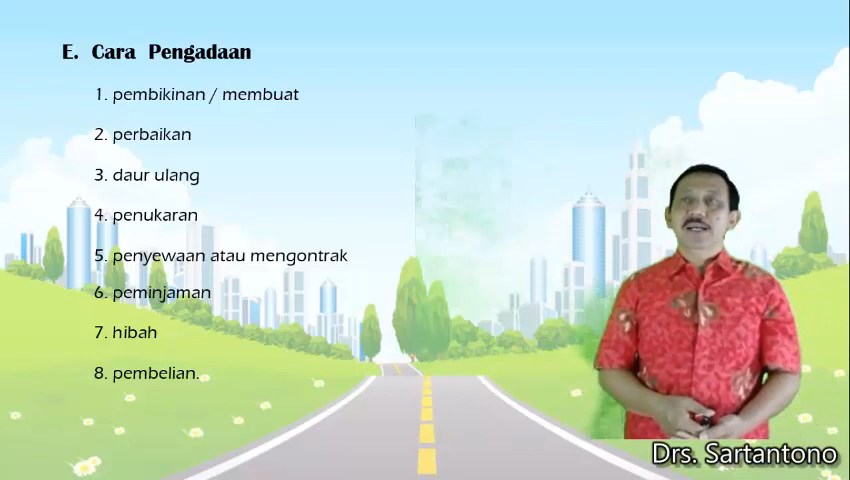 E. Cara Pengadaan
1. pembikinan / membuat
2. perbaikan
3. daur ulang
4. penukaran
5. penyewaan atau mengontrak
6. peminjaman
7. hibah
8. pembelian.
Drs. Sartantono